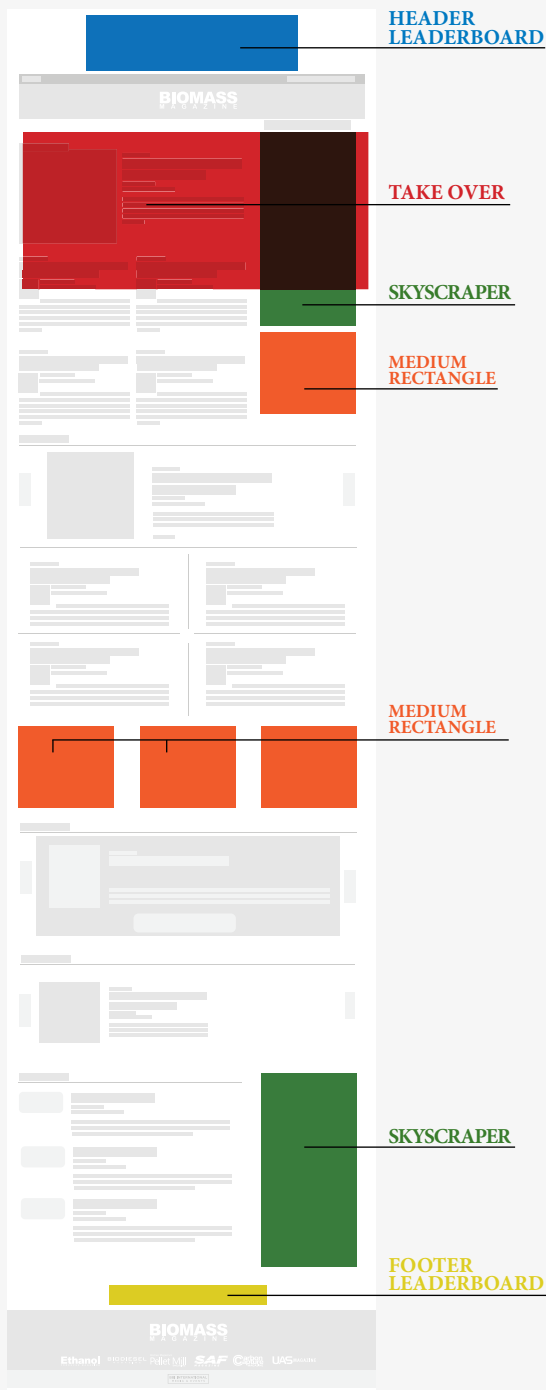 HEADER
LEADERBOARD
BIOMASS
MAGAZINE
TAKE OVER
SKYSCRAPER
MEDIUM
RECTANGLE
MEDIUM
RECTANGLE
SKYSCRAPER
FOOTER
LEADERBOARD
BIOMASS
MAGAZINE
Ethanol Pellet Mill SAF UAS